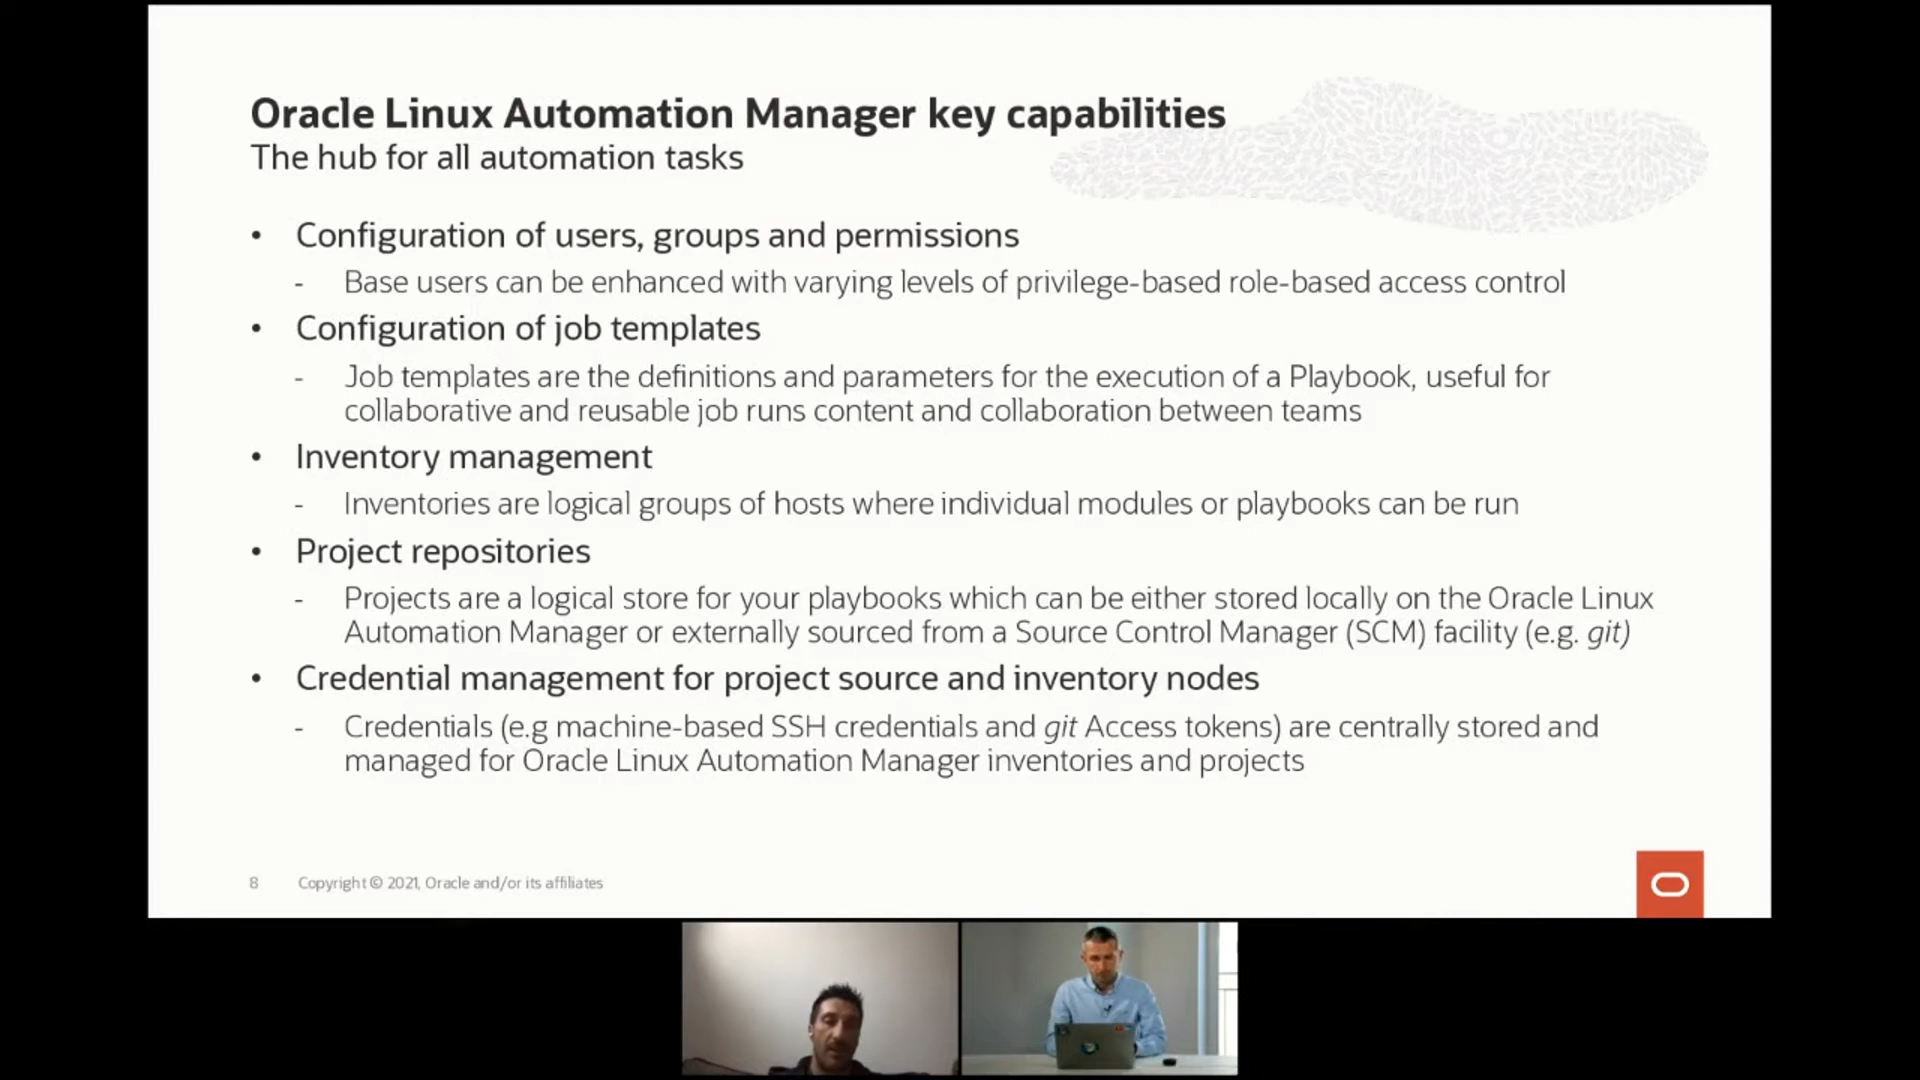 Oracle Linux Automation Manager key capabilities
The hub for all automation tasks
• Configuration of users, groups and permissions
- Base users can be enhanced with varying levels of privilege-based role-based access control
• Configuration of job templates
- Job templates are the definitions and parameters for the execution of a Playbook, useful for
collaborative and reusable job runs content and collaboration between teams
• Inventory management
- Inventories are logical groups of hosts where individual modules or playbooks can be run
• Project repositories
- Projects are a logical store for your playbooks which can be either stored locally on the Oracle Linux
Automation Manager or externally sourced from a Source Control Manager (SCM) facility (e.g. git)
• Credential management for project source and inventory nodes
- Credentials (e.g machine-based SSH credentials and git Access tokens) are centrally stored and
managed for Oracle Linux Automation Manager inventories and projects
8 Copyright © 2021, Oracle and/or its affiliates